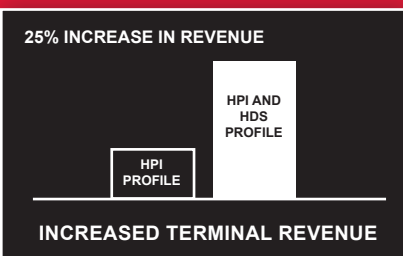 25% INCREASE IN REVENUE
HPI AND
HDS
PROFILE
HPI
PROFILE
INCREASED TERMINAL REVENUE